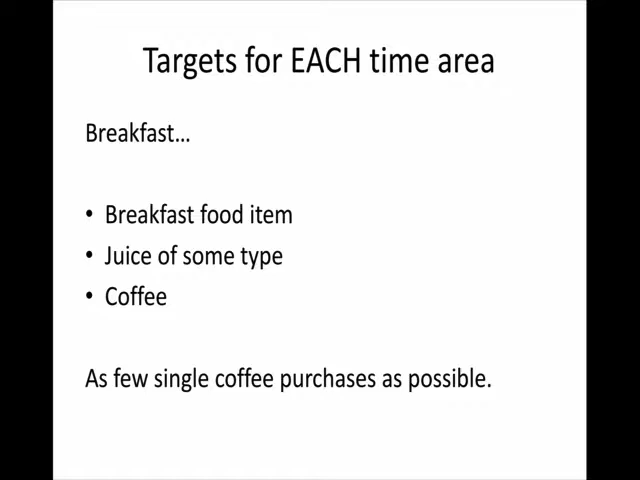 Targets for EACH time area
Breakfast...
• Breakfast food item
• Juice of some type
• Coffee
As few single coffee purchases as possible.